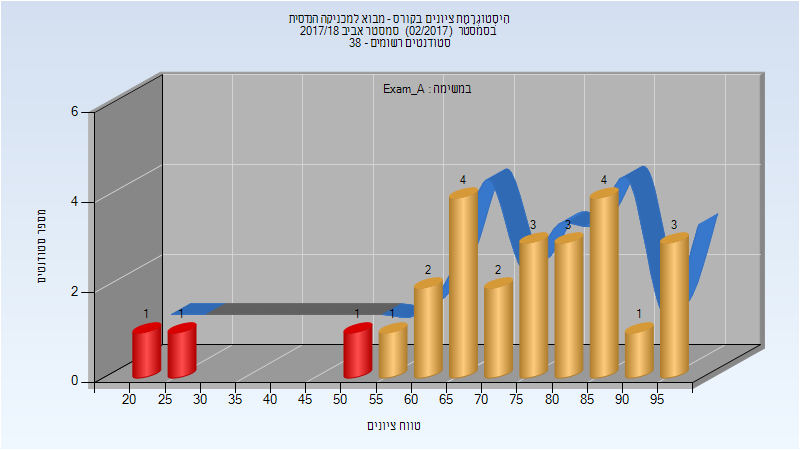 היסטוגרמת ציונים בקורס - מבוא למכניקה הנדסית
בסמסטר (02/2017) סמסטר אביב 2017/18
סטודנטים רשומים - 38
במשימה : Exam_A
מספר סטודנטים
6
4
2
0
1 1 1 1 2 4 2 3 3 4 1 3
20 25 30 35 40 45 50 55 60 65 70 75 80 85 90 95
טווח ציונים